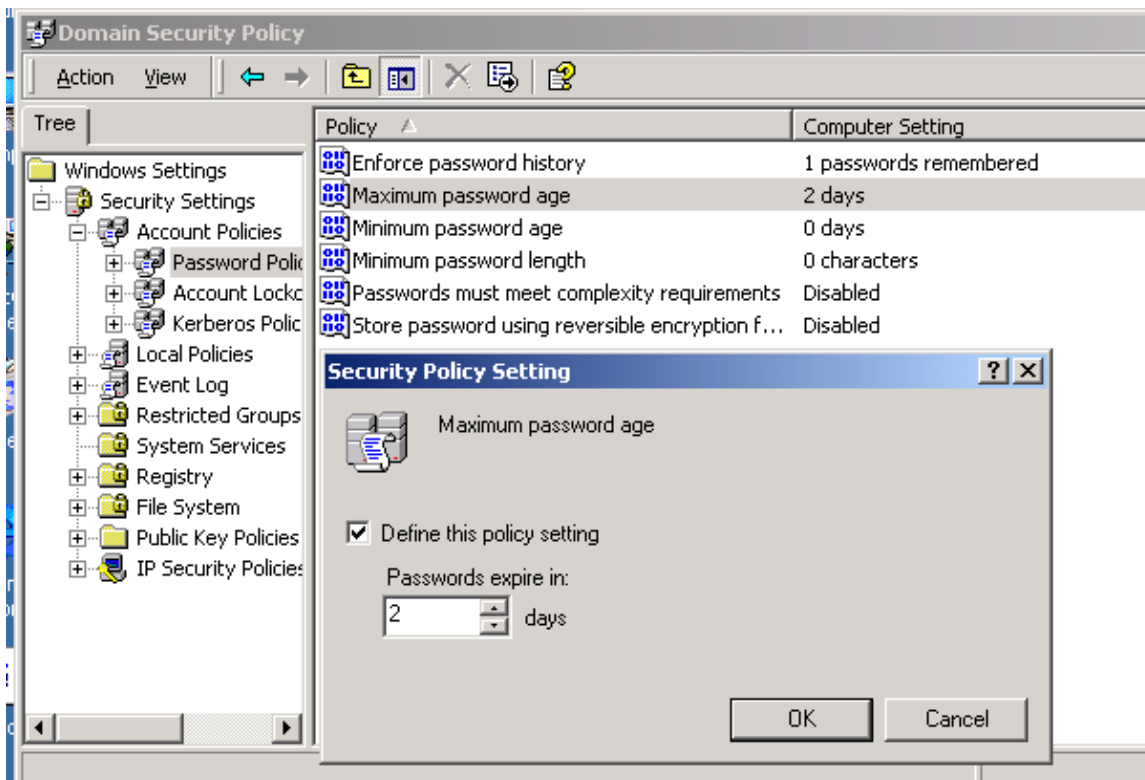 Domain Security Policy
Action View
Tree
Policy Computer Setting
Windows Settings
Security Settings
Account Policies
Password Polic
Account Lockc
Kerberos Polic
Local Policies
Event Log
Restricted Groups
System Services
Registry
File System
Public Key Policies
IP Security Policies
Enforce password history 1 passwords remembered
Maximum password age 2 days
Minimum password age 0 days
Minimum password length 0 characters
Passwords must meet complexity requirements Disabled
Store password using reversible encryption f... Disabled
Security Policy Setting
Maximum password age
Define this policy setting
Passwords expire in:
2 days
OK Cancel